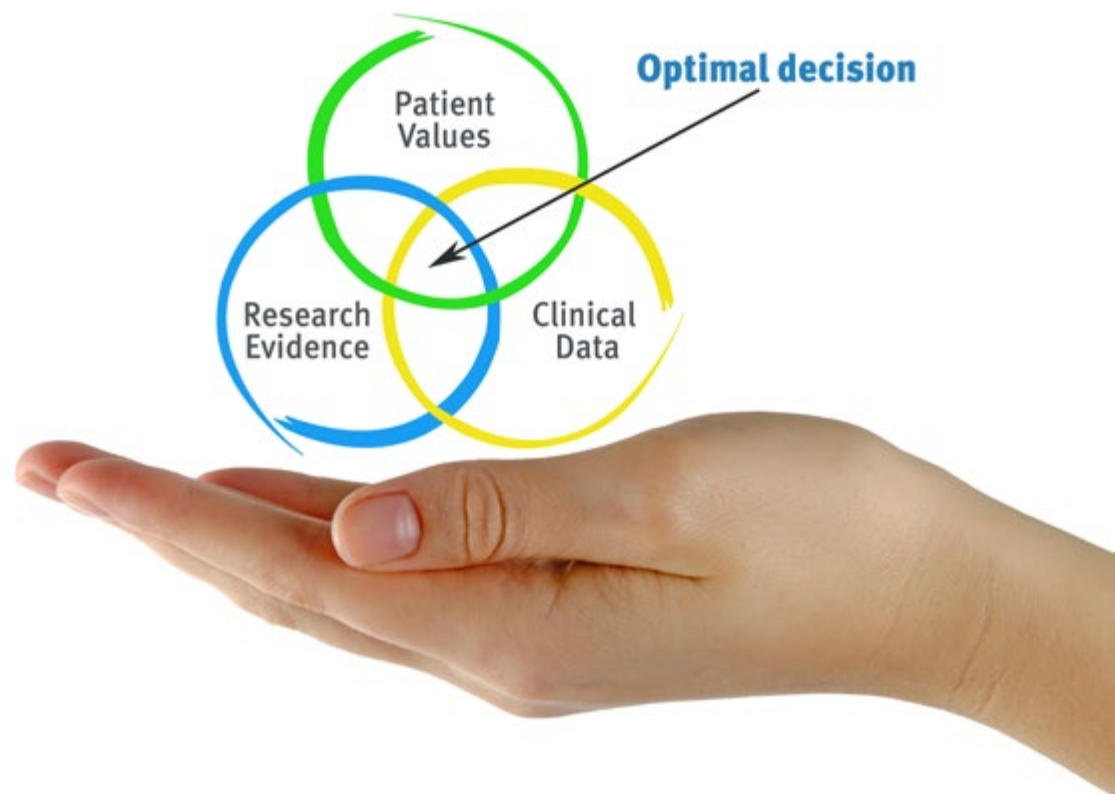 Optimal decision
Patient
Values
Research
Evidence
Clinical
Data